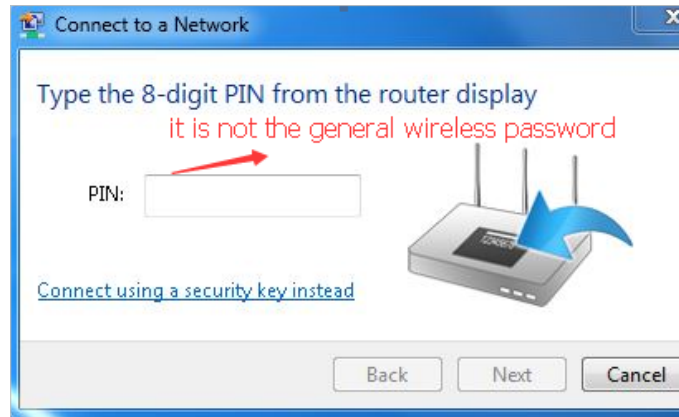 Connect to a Network
Type the 8-digit PIN from the router display
it is not the general wireless password
PIN:
12345670
Connect using a security key instead
Back Next Cancel